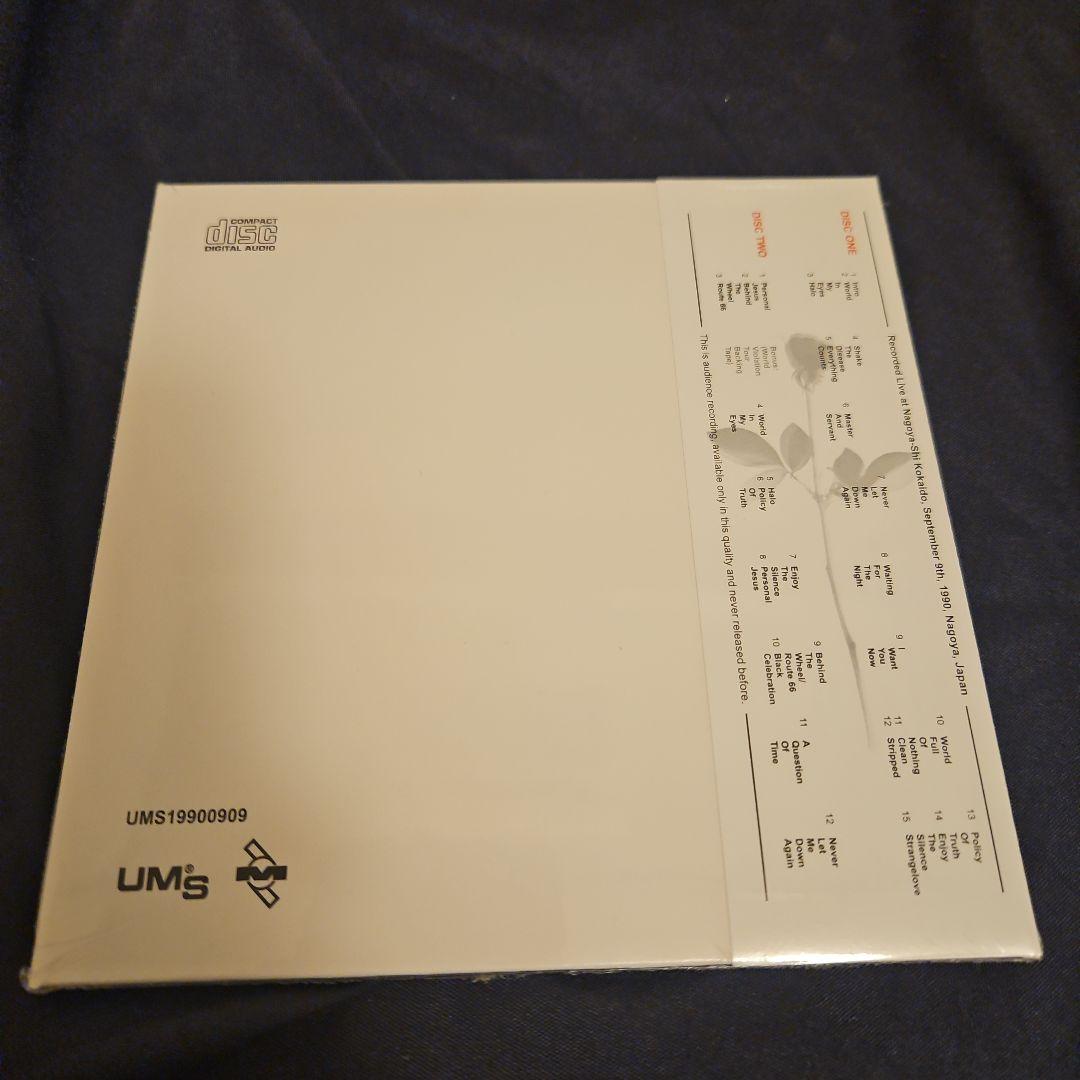 COMPACT
disc
DIGITAL AUDIO
UMS19900909
UM®S
M
Recorded Live at Nagoya-Shi Kokaido, September 9th, 1990, Nagoya, Japan
DISC ONE
1 Intro
2 World
In
My
Eyes
3 Halo
4 Shake
The
Disease
5 Everything
Counts
6 Master
And
Servant
7 Never
Let
Me
Down
Again
8 Waiting
For
The
Night
9 I
Want
You
Now
10 World
Full
Of
Nothing
11 Clean
12 Stripped
13 Policy
Of
Truth
14 Enjoy
The
Silence
15 Strangelove
DISC TWO
1 Personal
Jesus
2 Behind
The
Wheel
3 Route 66
Bonus:
(World
Violation
Tour
Backing
Tape)
4 World
In
My
Eyes
5 Halo
6 Policy
Of
Truth
7 Enjoy
The
Silence
8 Personal
Jesus
9 Behind
The
Wheel/
Route 66
10 Black
Celebration
11 A
Question
Of
Time
12 Never
Let
Me
Down
Again
This is audience recording, available only in this quality and never released before.